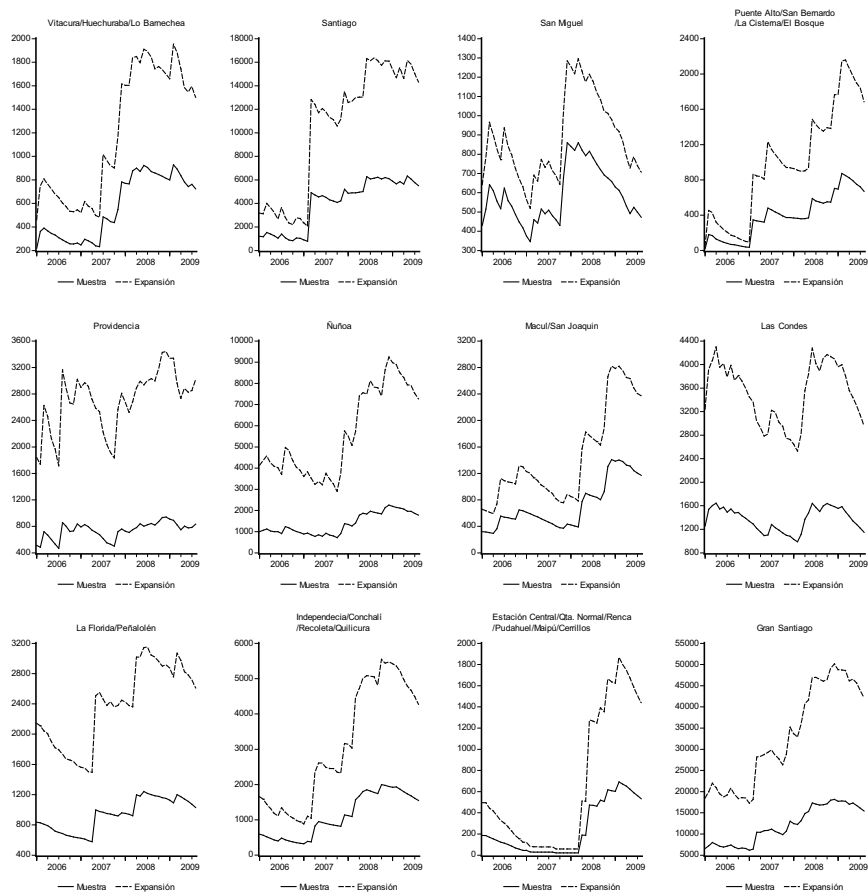 Vitacura/Huechuraba/Lo Barnechea
2000
1800
1600
1400
1200
1000
800
600
400
200
2006 2007 2008 2009
Muestra Expansión
Santiago
18000
16000
14000
12000
10000
8000
6000
4000
2000
0
2006 2007 2008 2009
Muestra Expansión
San Miguel
1400
1300
1200
1100
1000
900
800
700
600
500
400
300
2006 2007 2008 2009
Muestra Expansión
Puente Alto/San Bernardo
/La Cisterna/El Bosque
2400
2000
1600
1200
800
400
0
2006 2007 2008 2009
Muestra Expansión
Providencia
3600
3200
2800
2400
2000
1600
1200
800
400
2006 2007 2008 2009
Muestra Expansión
Ñuñoa
10000
9000
8000
7000
6000
5000
4000
3000
2000
1000
0
2006 2007 2008 2009
Muestra Expansión
Macul/San Joaquin
3200
2800
2400
2000
1600
1200
800
400
0
2006 2007 2008 2009
Muestra Expansión
Las Condes
4400
4000
3600
3200
2800
2400
2000
1600
1200
800
2006 2007 2008 2009
Muestra Expansión
La Florida/Peñalolén
3200
2800
2400
2000
1600
1200
800
400
2006 2007 2008 2009
Muestra Expansión
Independecia/Conchalí
/Recoleta/Quilicura
6000
5000
4000
3000
2000
1000
0
2006 2007 2008 2009
Muestra Expansión
Estación Central/Qta. Normal/Renca
/Pudahuel/Maipú/Cerrillos
2000
1800
1600
1400
1200
1000
800
600
400
200
0
2006 2007 2008 2009
Muestra Expansión
Gran Santiago
55000
50000
45000
40000
35000
30000
25000
20000
15000
10000
5000
2006 2007 2008 2009
Muestra Expansión